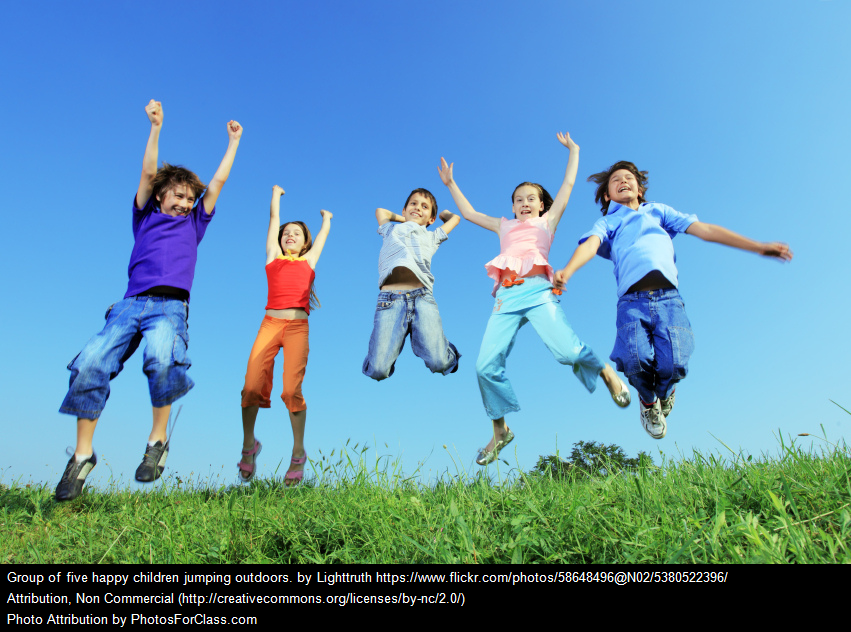 Group of five happy children jumping outdoors. by Lighttruth https://www.flickr.com/photos/58648496@N02/5380522396/
Attribution, Non Commercial (http://creativecommons.org/licenses/by-nc/2.0/)
Photo Attribution by PhotosForClass.com